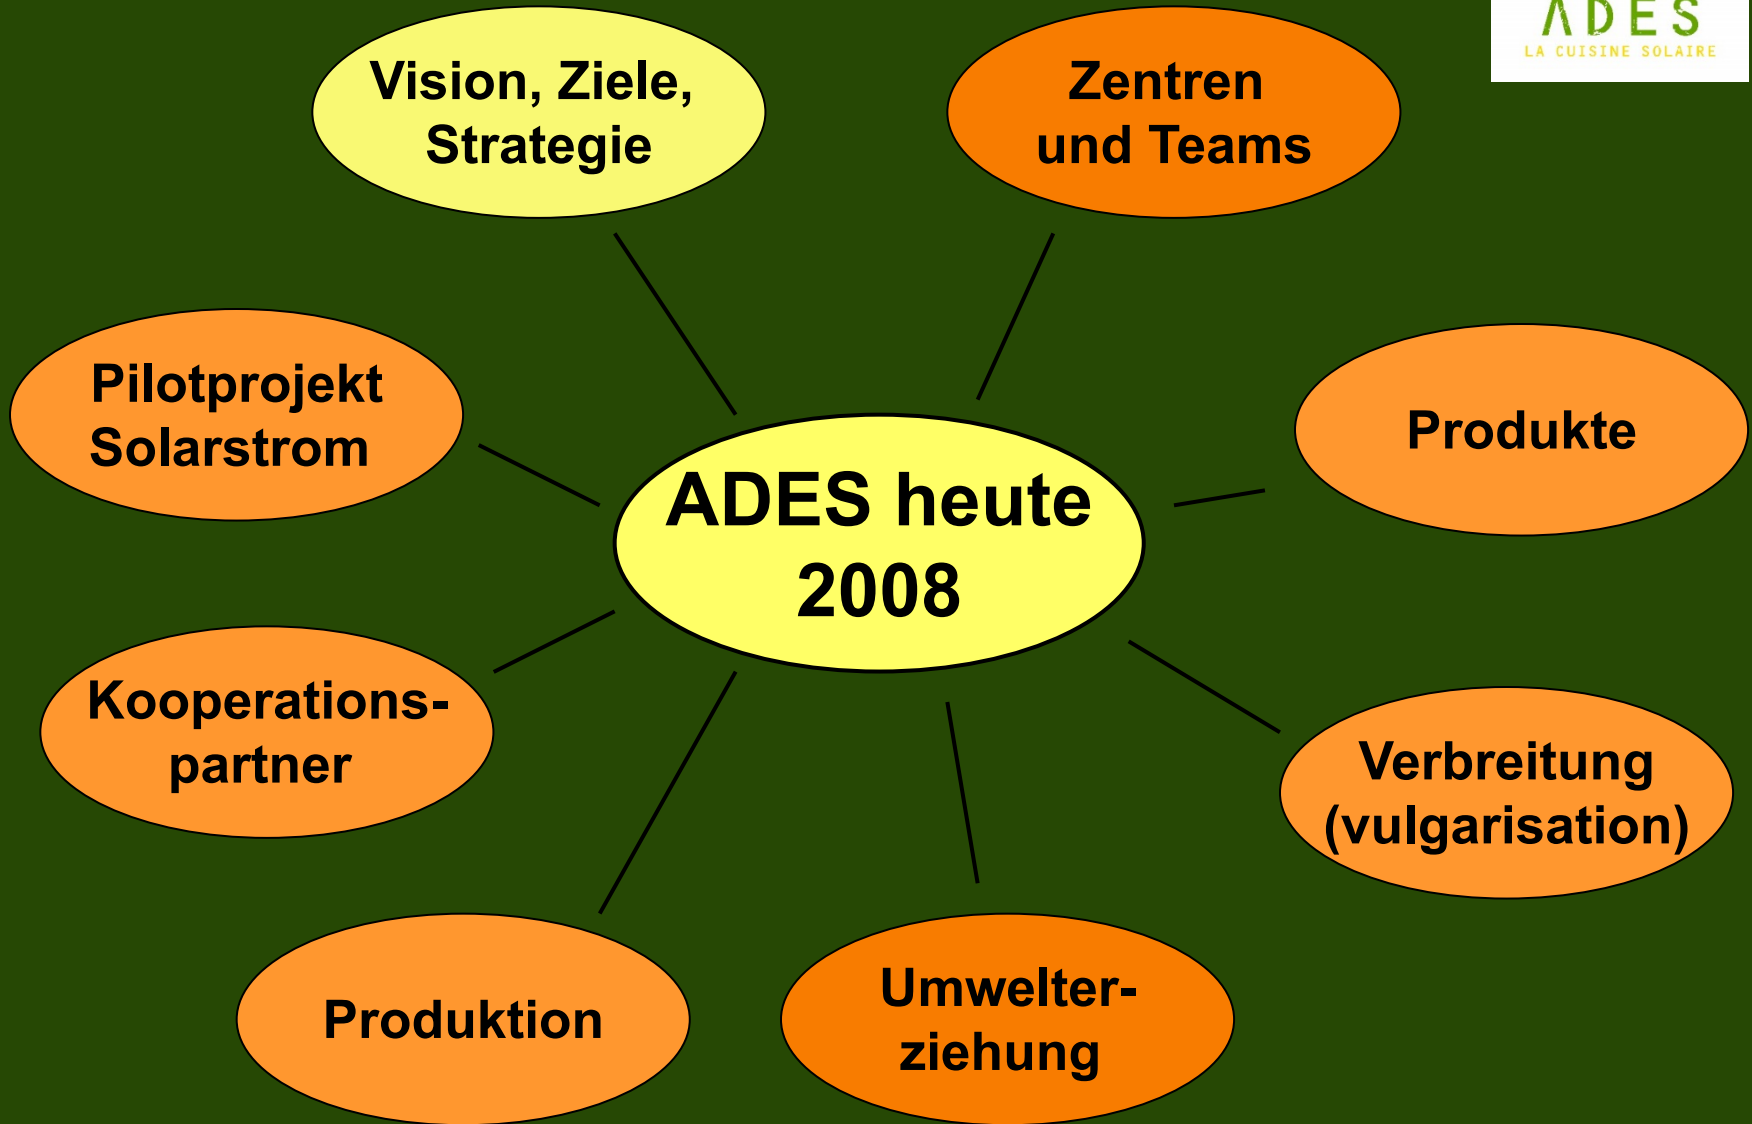 ADES
LA CUISINE SOLAIRE
Vision, Ziele,
Strategie
Zentren
und Teams
Pilotprojekt
Solarstrom
Produkte
ADES heute
2008
Kooperations-
partner
Verbreitung
(vulgarisation)
Produktion
Umwelter-
ziehung